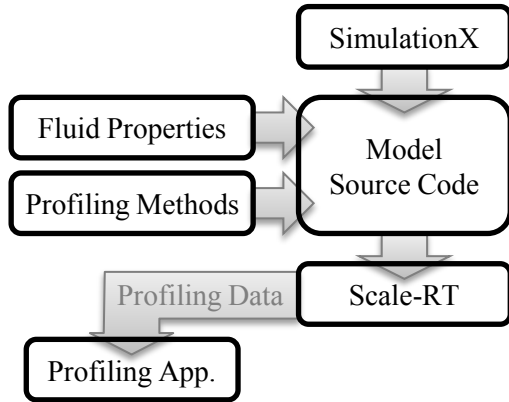 SimulationX
Fluid Properties
Model
Source Code
Profiling Methods
Profiling Data
Scale-RT
Profiling App.